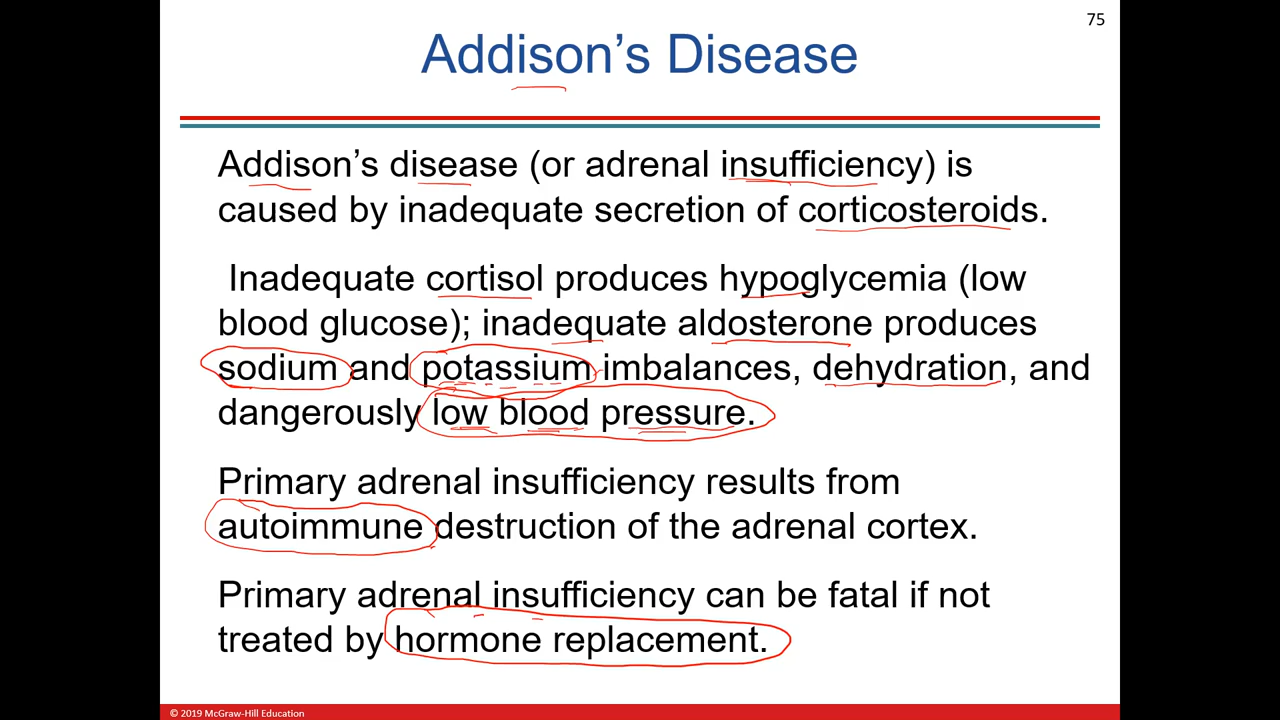 75
Addison’s Disease
Addison’s disease (or adrenal insufficiency) is
caused by inadequate secretion of corticosteroids.
Inadequate cortisol produces hypoglycemia (low
blood glucose); inadequate aldosterone produces
sodium and potassium imbalances, dehydration, and
dangerously low blood pressure.
Primary adrenal insufficiency results from
autoimmune destruction of the adrenal cortex.
Primary adrenal insufficiency can be fatal if not
treated by hormone replacement.
© 2019 McGraw-Hill Education